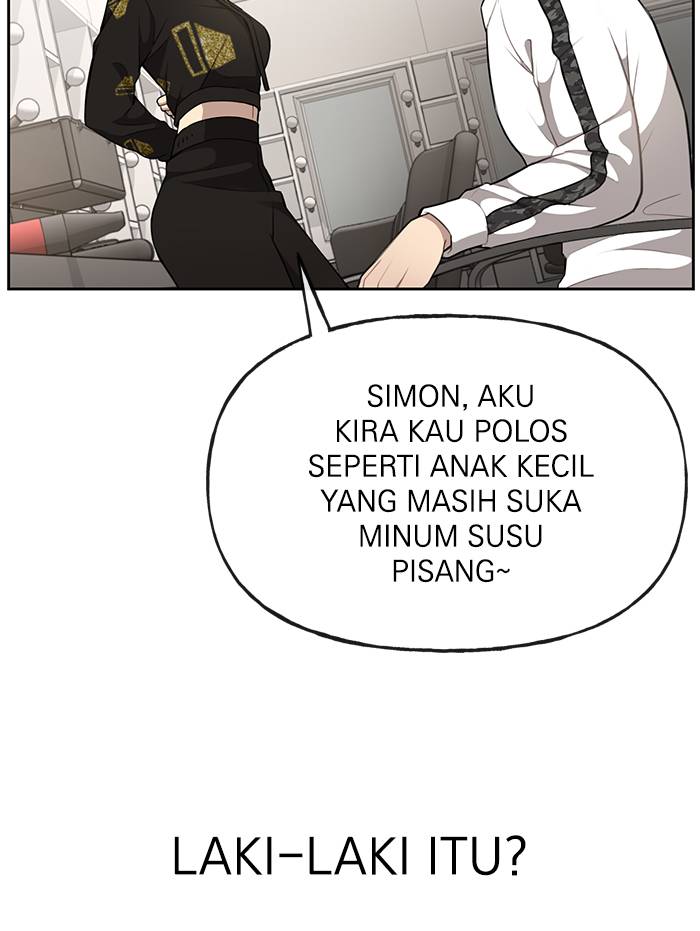 SIMON, AKU
KIRA KAU POLOS
SEPERTI ANAK KECIL
YANG MASIH SUKA
MINUM SUSU
PISANG~
LAKI-LAKI ITU?